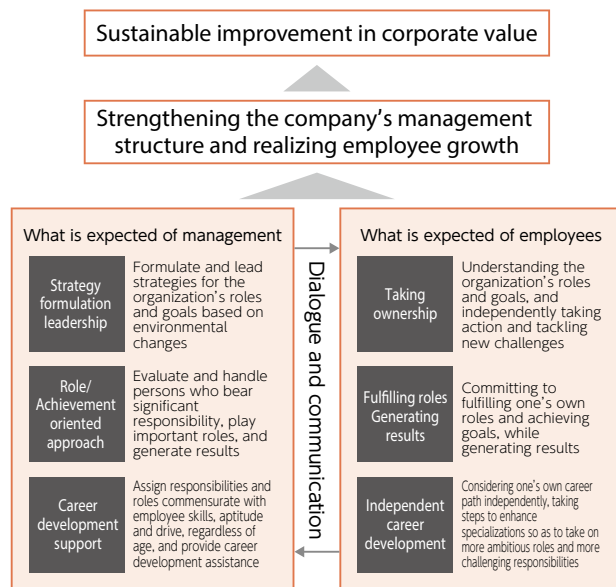 Sustainable improvement in corporate value
Strengthening the company's management
structure and realizing employee growth
What is expected of management
Strategy
formulation
leadership
Formulate and lead
strategies for the
organization's roles
and goals based on
environmental
changes
Role/
Achievement
oriented
approach
Evaluate and handle
persons who bear
significant
responsibility, play
important roles, and
generate results
Career
development
support
Assign responsibilities and
roles commensurate with
employee skills, aptitude
and drive, regardless of
age, and provide career
development assistance
Dialogue and communication
What is expected of employees
Taking
ownership
Understanding the
organization's roles
and goals, and
independently taking
action and tackling
new challenges
Fulfilling roles
Generating
results
Committing to
fulfilling one's own
roles and achieving
goals, while
generating results
Independent
career
development
Considering one's own career
path independently, taking
steps to enhance
specializations so as to take on
more ambitious roles and more
challenging responsibilities